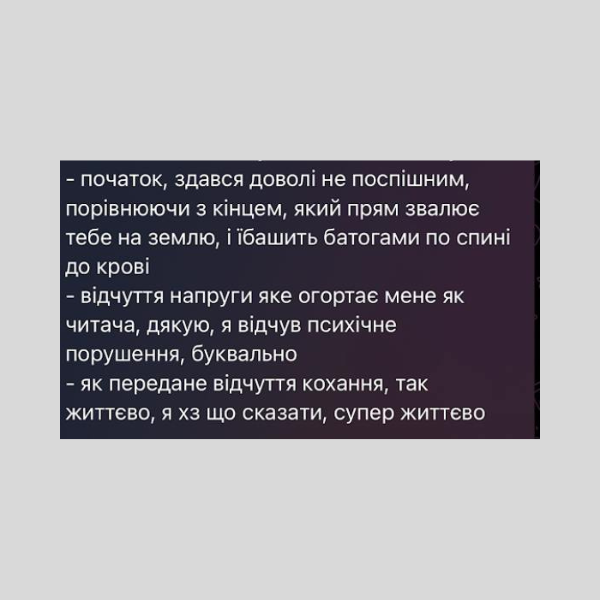 - початок, здався доволі не поспішним,
порівнюючи з кінцем, який прям звалює
тебе на землю, і їбашить батогами по спині
до крові
- відчуття напруги яке огортає мене як
читача, дякую, я відчув психічне
порушення, буквально
- як передане відчуття кохання, так
життєво, я хз що сказати, супер життєво